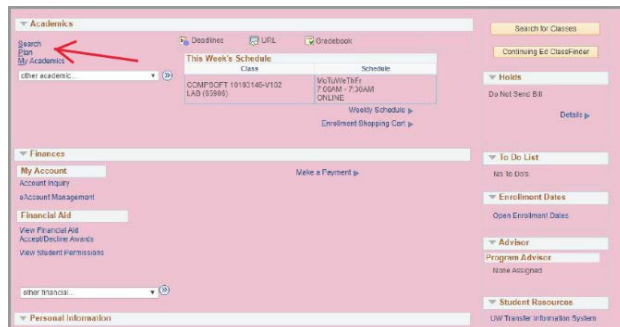 Academics
Search
Plan
My Academics
other academic...
Deadlines URL Gradebook
This Week's Schedule
Class Schedule
COMPSOFT 10103146-V102
LAB (65906)
MoTuWeThFr
7:00AM - 7:30AM
ONLINE
Weekly Schedule
Enrollment Shopping Cart
Finances
My Account
Account Inquiry
eAccount Management
Financial Aid
View Financial Aid
Accept/Decline Awards
View Student Permissions
other financial...
Make a Payment
Personal Information
Search for Classes
Continuing Ed ClassFinder
Holds
Do Not Send Bill
Details
To Do List
No To Do's.
Enrollment Dates
Open Enrollment Dates
Advisor
Program Advisor
None Assigned
Student Resources
UW Transfer Information System